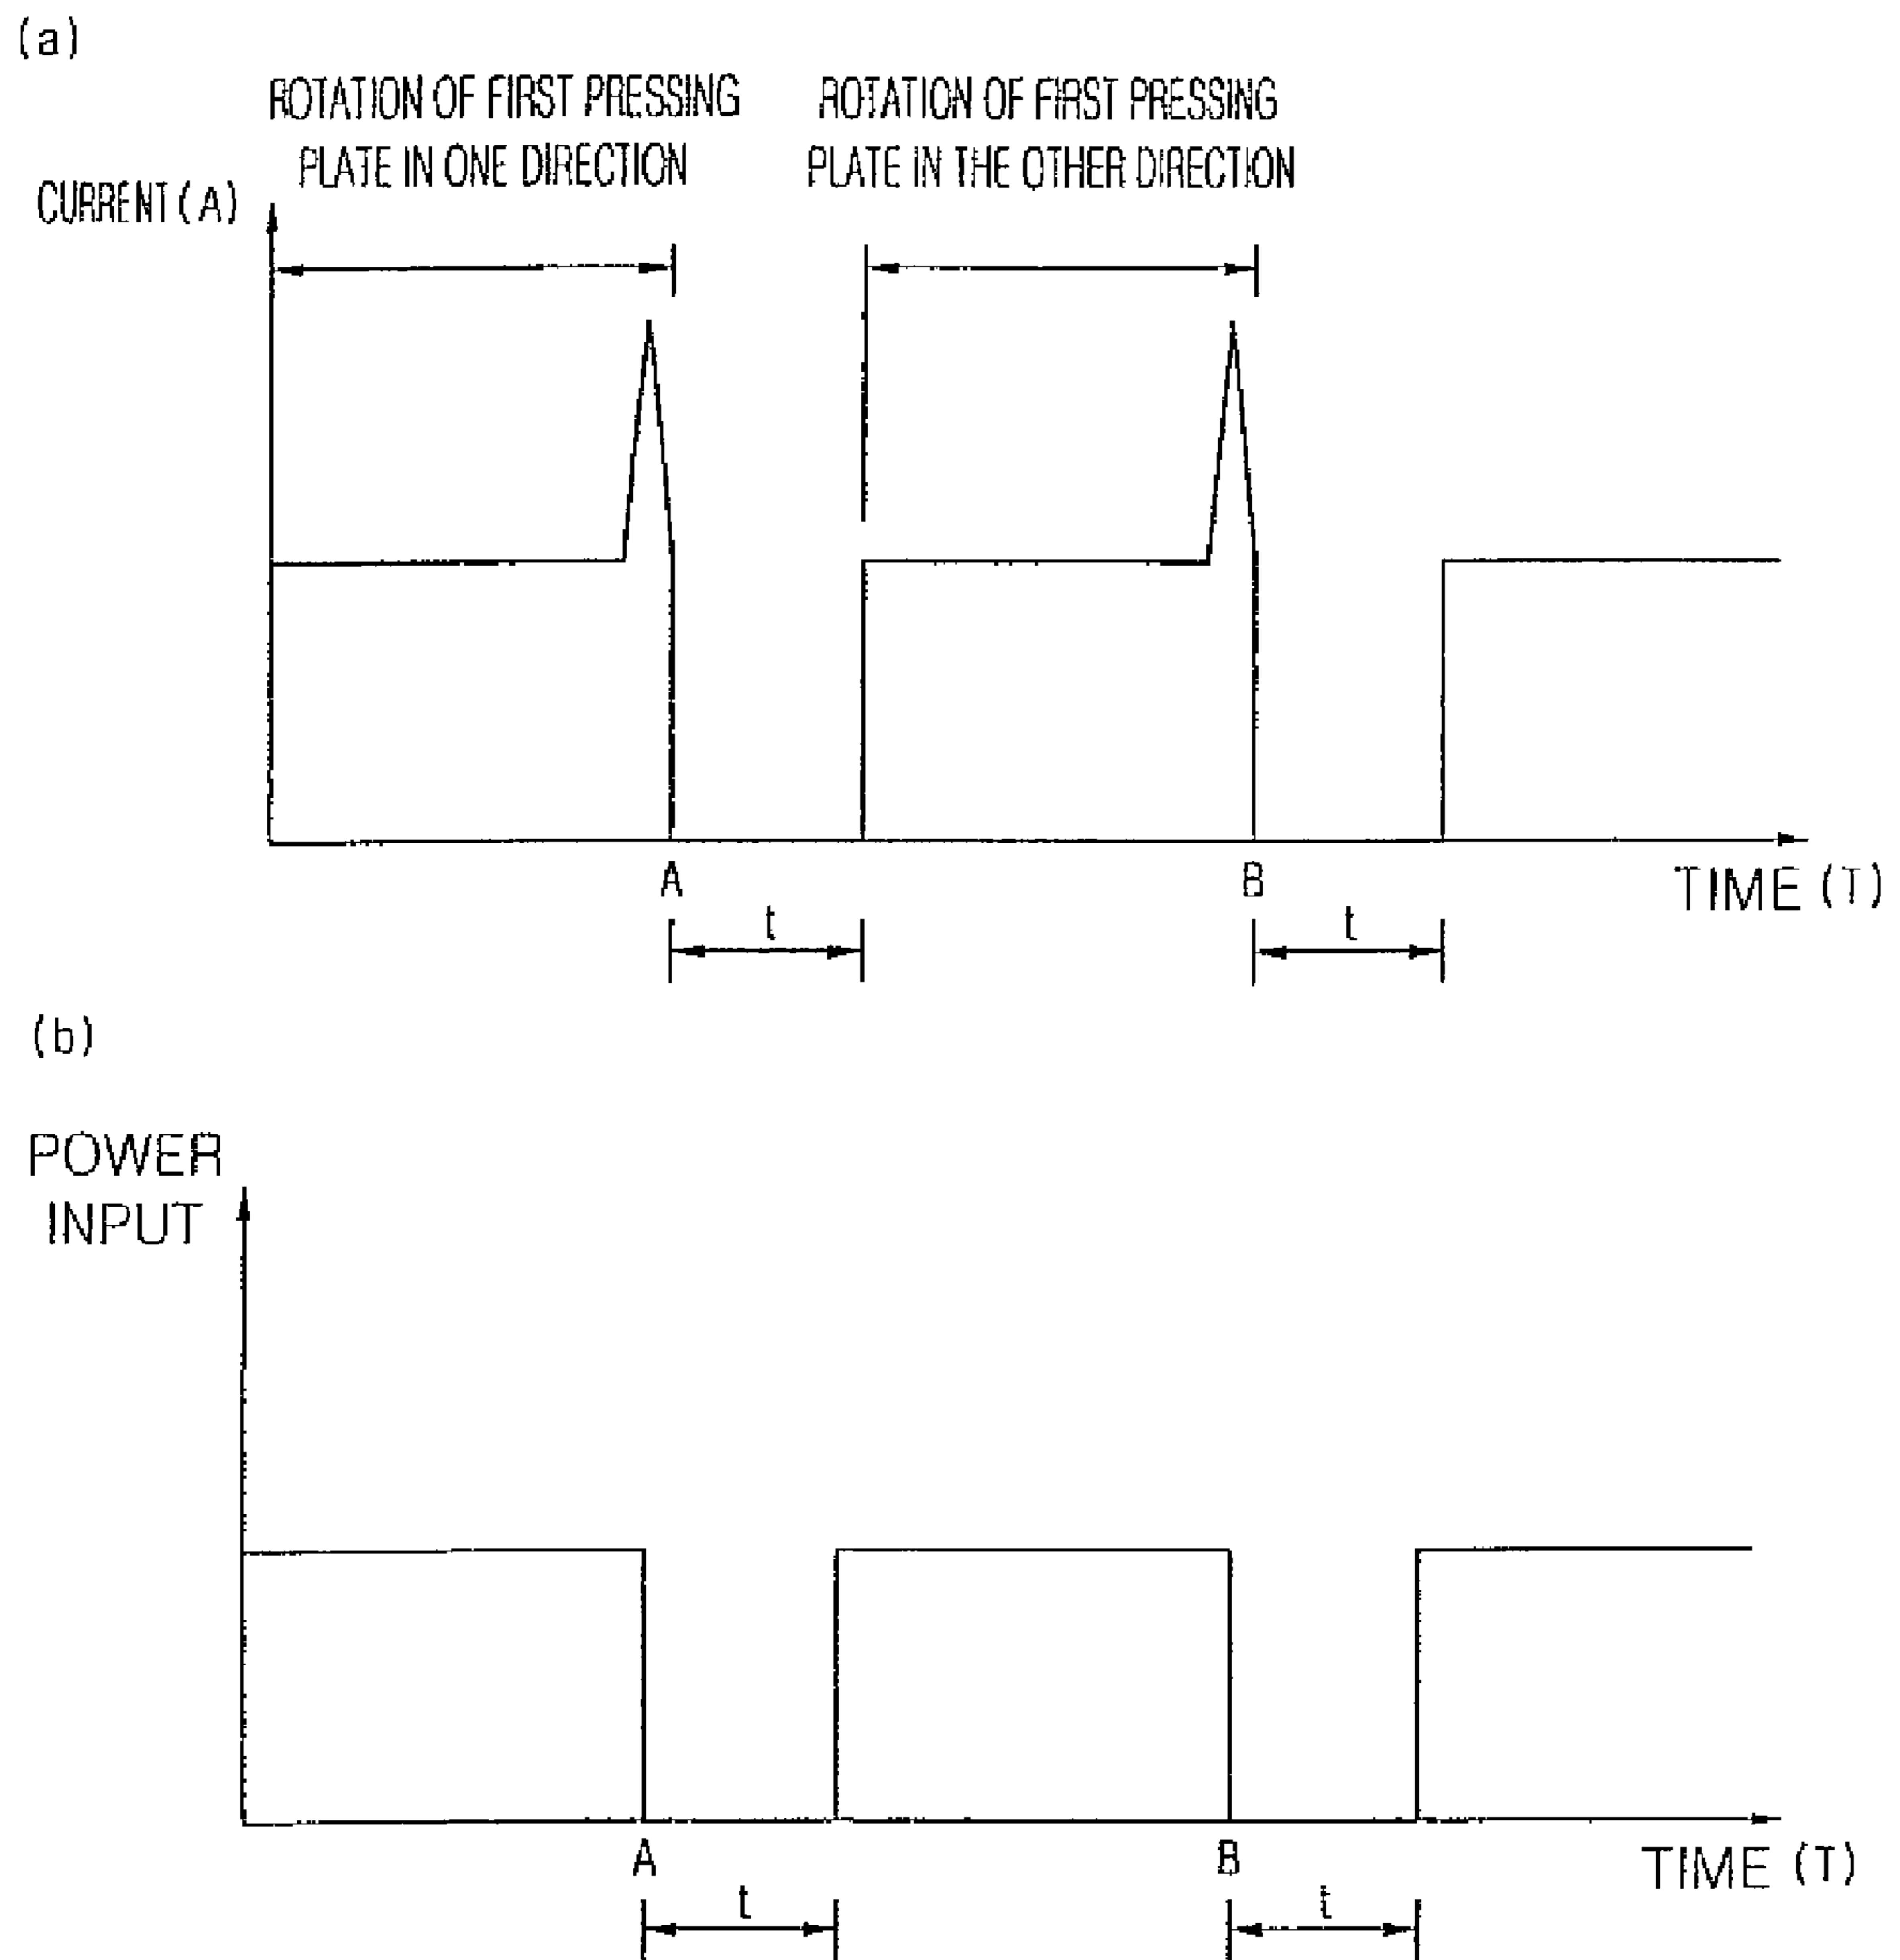 (a)
ROTATION OF FIRST PRESSING
PLATE IN ONE DIRECTION
ROTATION OF FIRST PRESSING
PLATE IN THE OTHER DIRECTION
CURRENT(A)
A
B
TIME (T)
t
t
(b)
POWER
INPUT
A
B
TIME (T)
t
t